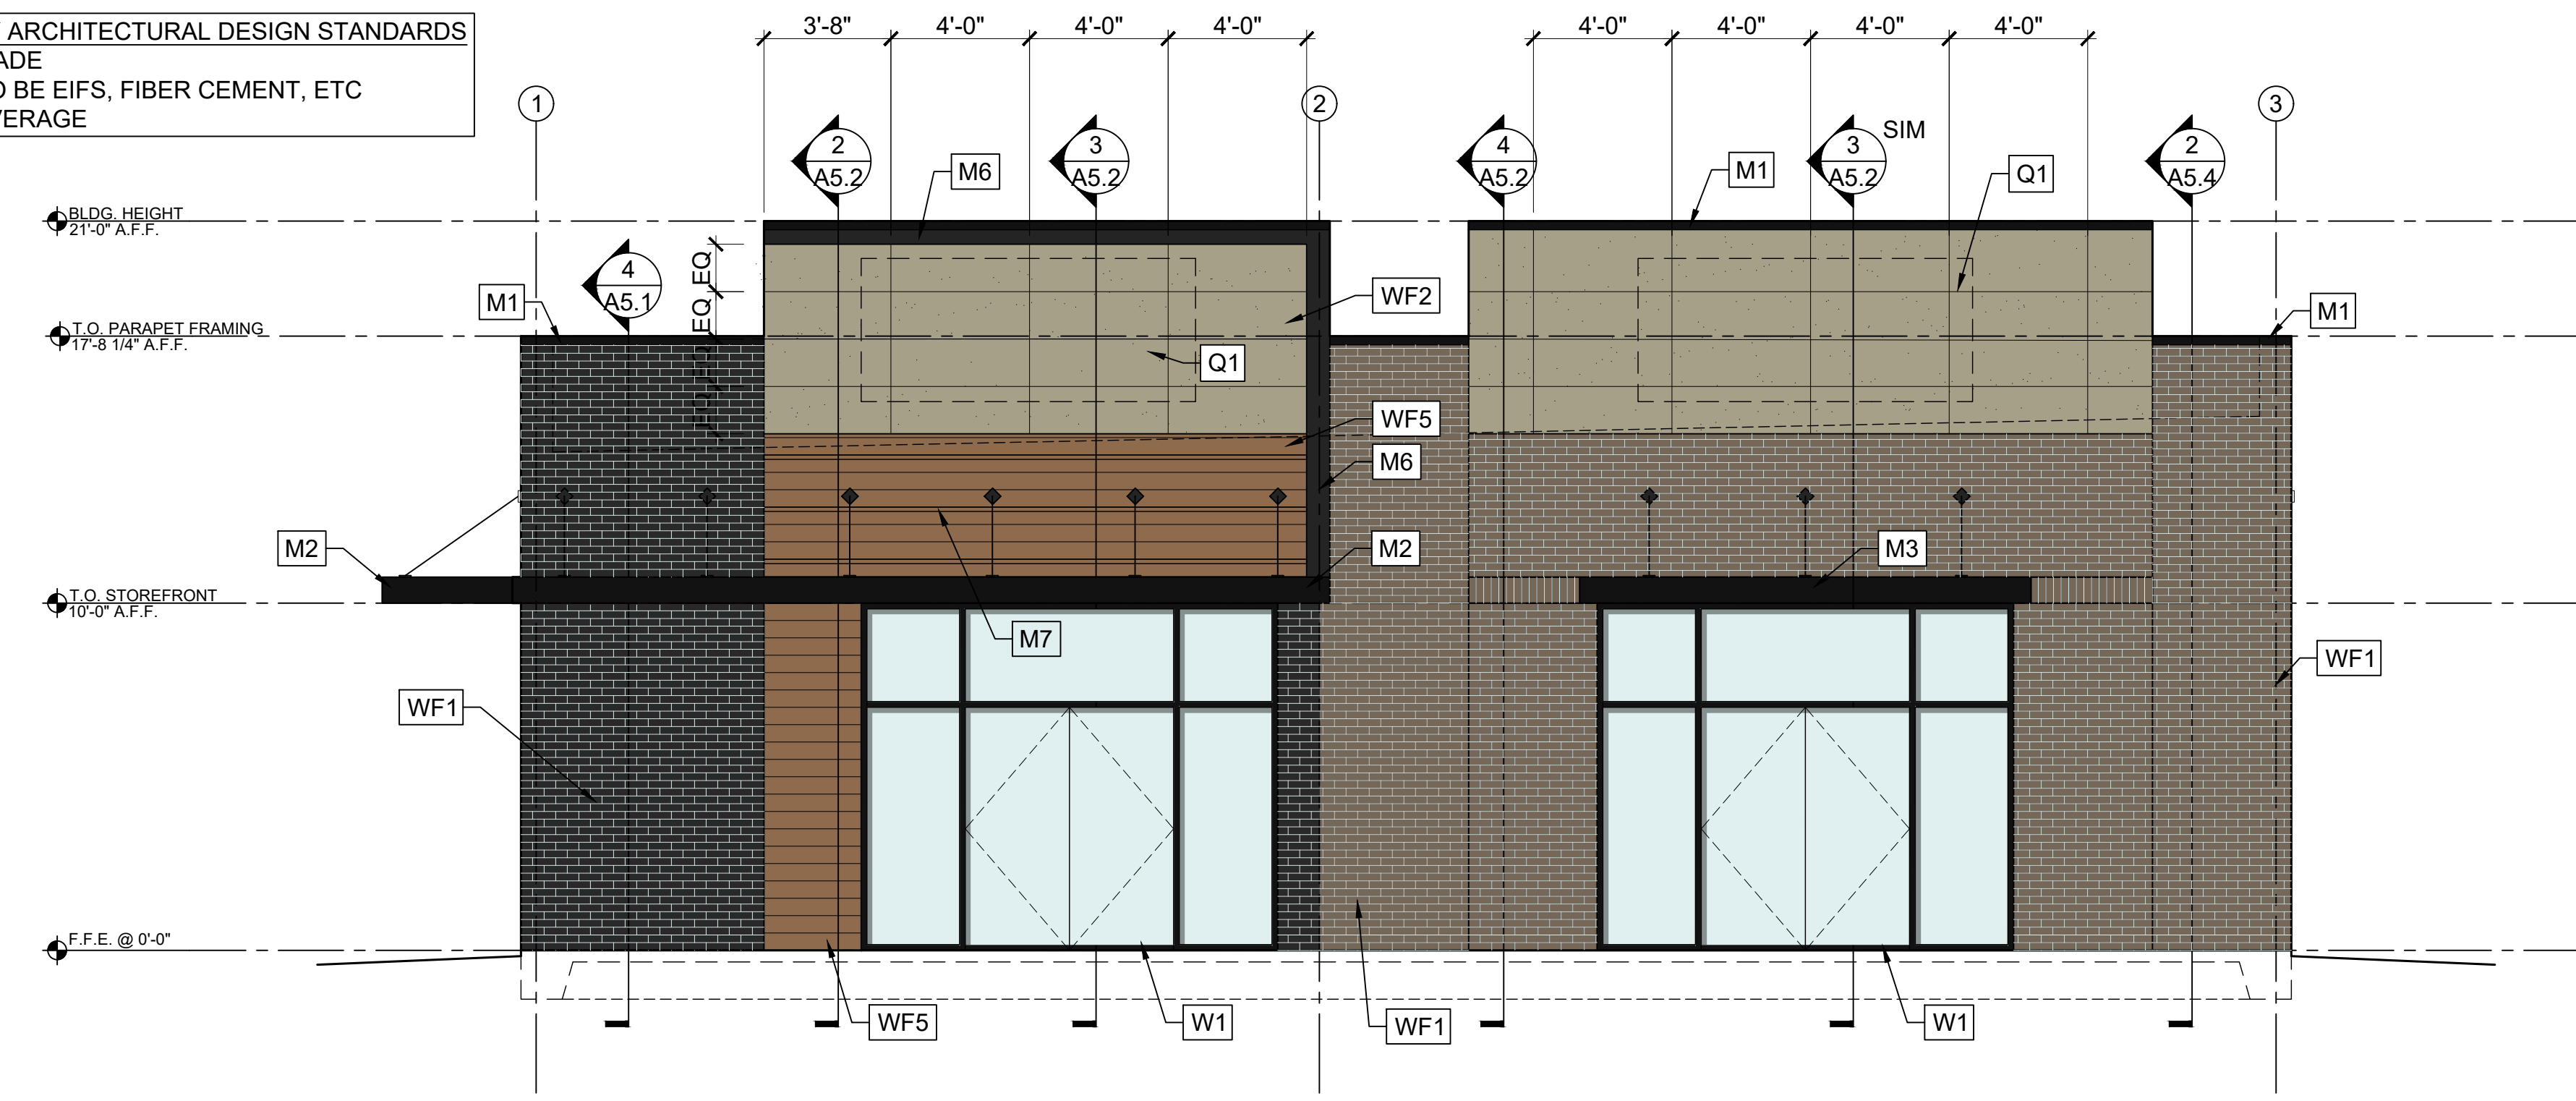 ARCHITECTURAL DESIGN STANDARDS
BE EIFS, FIBER CEMENT, ETC
3'-8" 4'-0" 4'-0" 4'-0" 4'-0" 4'-0" 4'-0" 4'-0"
1 2 3
2 A5.2
3 A5.2
4 A5.2
3 A5.2 SIM
2 A5.4
M6
M1
Q1
BLDG. HEIGHT
21'-0" A.F.F.
4 A5.1
EQ
EQ
EQ
EQ
M1
WF2
M1
T.O. PARAPET FRAMING
17'-8 1/4" A.F.F.
Q1
WF5
M6
M2
M2
M3
T.O. STOREFRONT
10'-0" A.F.F.
M7
WF1
WF1
F.F.E. @ 0'-0"
WF5
W1
WF1
W1